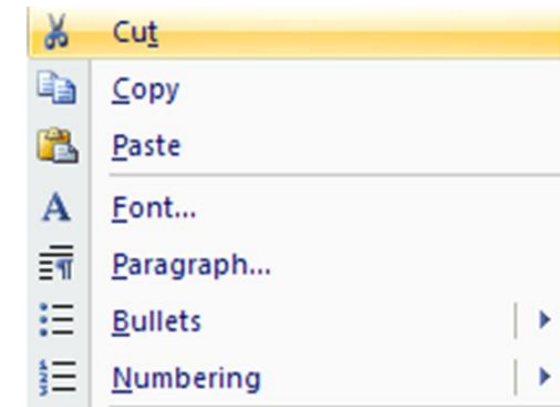 Cut
Copy
Paste
Font...
Paragraph...
Bullets
Numbering